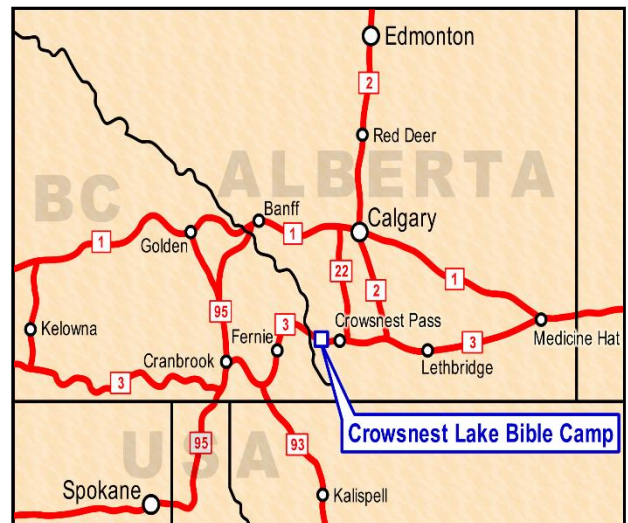 Edmonton
2
Red Deer
ALBERTA
BC
Banff
Calgary
Golden
1
1
22
2
1
95
Kelowna
Fernie
3
Crowsnest Pass
Medicine Hat
Cranbrook
3
Lethbridge
3
Crowsnest Lake Bible Camp
USA
95
93
Spokane
Kalispell